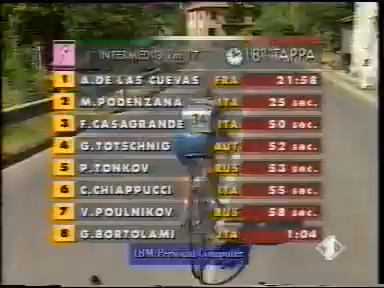 1° INTERMEDIO Km 17 18ª TAPPA
1 A.DE LAS CUEVAS FRA 21:58
2 M.PODENZANA ITA 25 sec.
3 F.CASAGRANDE ITA 50 sec.
4 G.TOTSCHNIG AUT 52 sec.
5 P.TONKOV RUS 53 sec.
6 C.CHIAPPUCCI ITA 55 sec.
7 V.POULNIKOV RUS 58 sec.
8 G.BORTOLAMI ITA 1:04
IBM Personal Computer